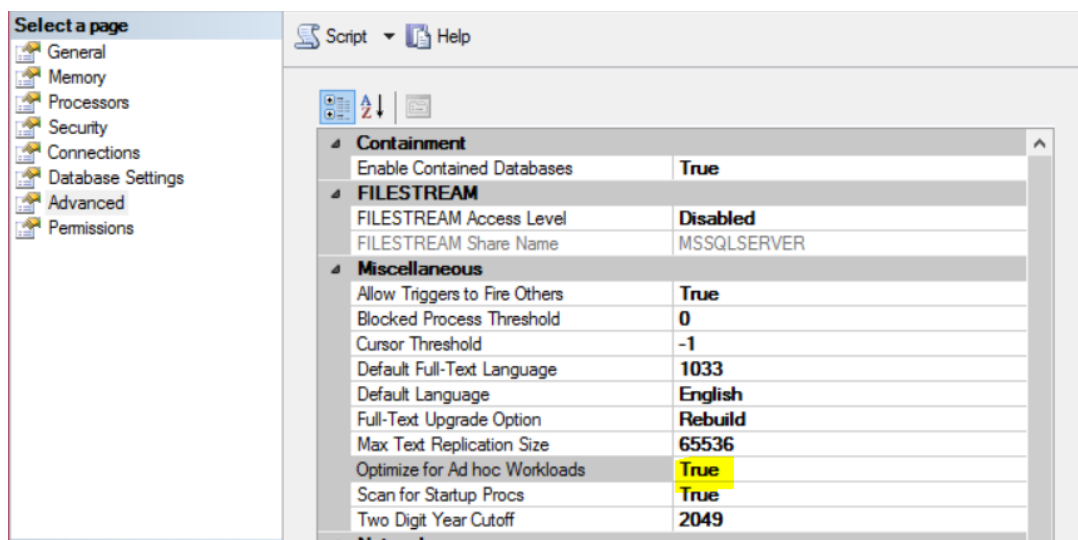 Select a page
General
Memory
Processors
Security
Connections
Database Settings
Advanced
Permissions
Script Help
Containment
Enable Contained Databases True
FILESTREAM
FILESTREAM Access Level Disabled
FILESTREAM Share Name MSSQLSERVER
Miscellaneous
Allow Triggers to Fire Others True
Blocked Process Threshold 0
Cursor Threshold -1
Default Full-Text Language 1033
Default Language English
Full-Text Upgrade Option Rebuild
Max Text Replication Size 65536
Optimize for Ad hoc Workloads True
Scan for Startup Procs True
Two Digit Year Cutoff 2049